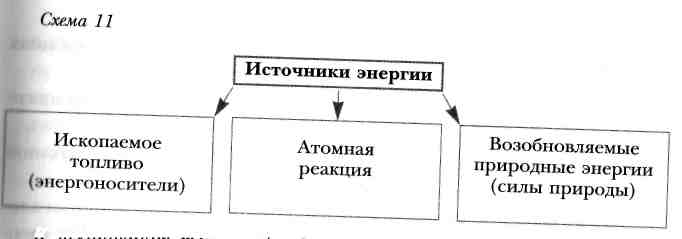 Схема 11
Источники энергии
Ископаемое
топливо
(энергоносители)
Атомная
реакция
Возобновляемые
природные энергии
(силы природы)